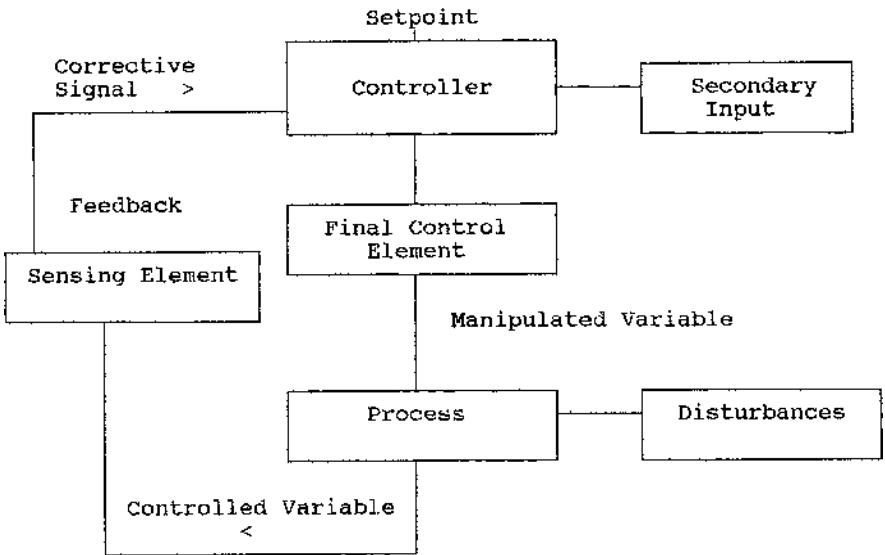 Setpoint
Corrective
Signal >
Controller
Secondary
Input
Feedback
Final Control
Element
Sensing Element
Manipulated Variable
Process
Disturbances
Controlled Variable
<